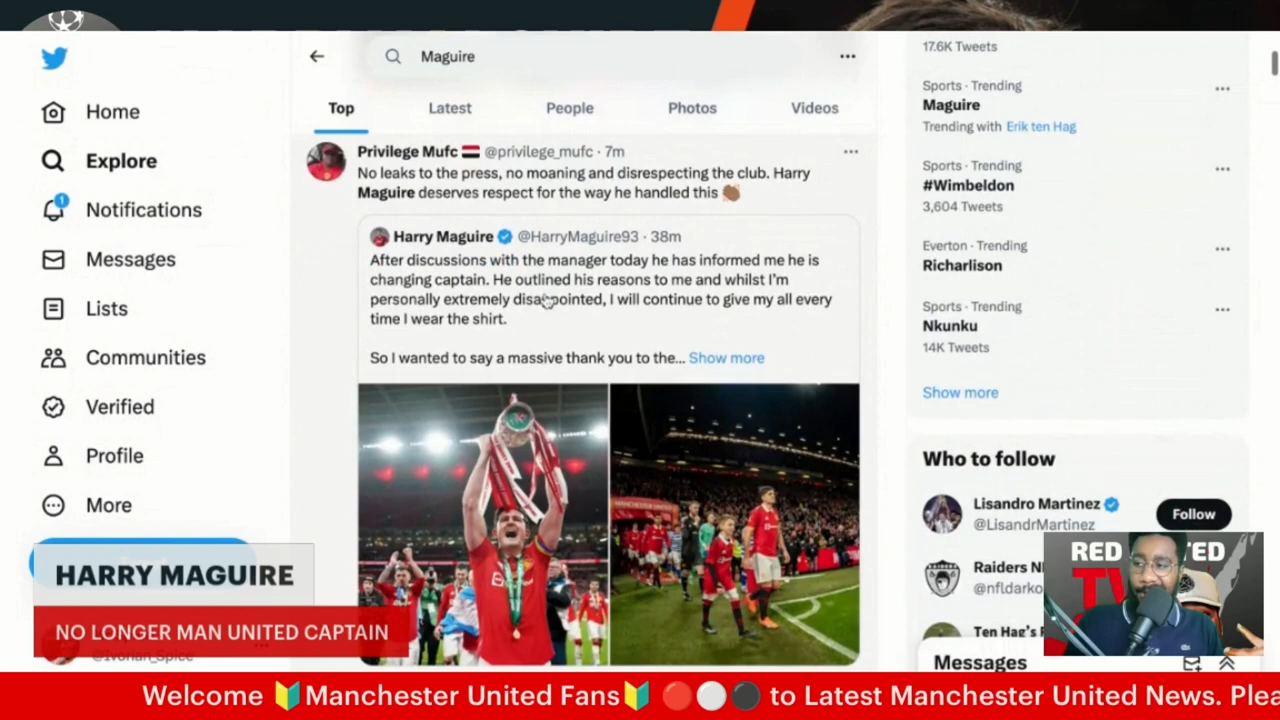 Maguire
Home
Explore
1
Notifications
Messages
Lists
Communities
Verified
Profile
More
Top
Latest
People
Photos
Videos
Privilege Mufc @privilege_mufc · 7m
No leaks to the press, no moaning and disrespecting the club. Harry
Maguire deserves respect for the way he handled this
Harry Maguire @HarryMaguire93 · 38m
After discussions with the manager today he has informed me he is
changing captain. He outlined his reasons to me and whilst I'm
personally extremely disappointed, I will continue to give my all every
time I wear the shirt.
So I wanted to say a massive thank you to the... Show more
17.6K Tweets
Sports · Trending
Maguire
Trending with Erik ten Hag
Sports · Trending
#Wimbeldon
3,604 Tweets
Everton · Trending
Richarlison
Sports · Trending
Nkunku
14K Tweets
Show more
Who to follow
Lisandro Martinez
@LisandrMartinez
Follow
Raiders
@nfldarko
Ten Hag's
Messages
RED
TED
HARRY MAGUIRE
NO LONGER MAN UNITED CAPTAIN
@Ivorian_Spice
Welcome Manchester United Fans to Latest Manchester United News. Plea